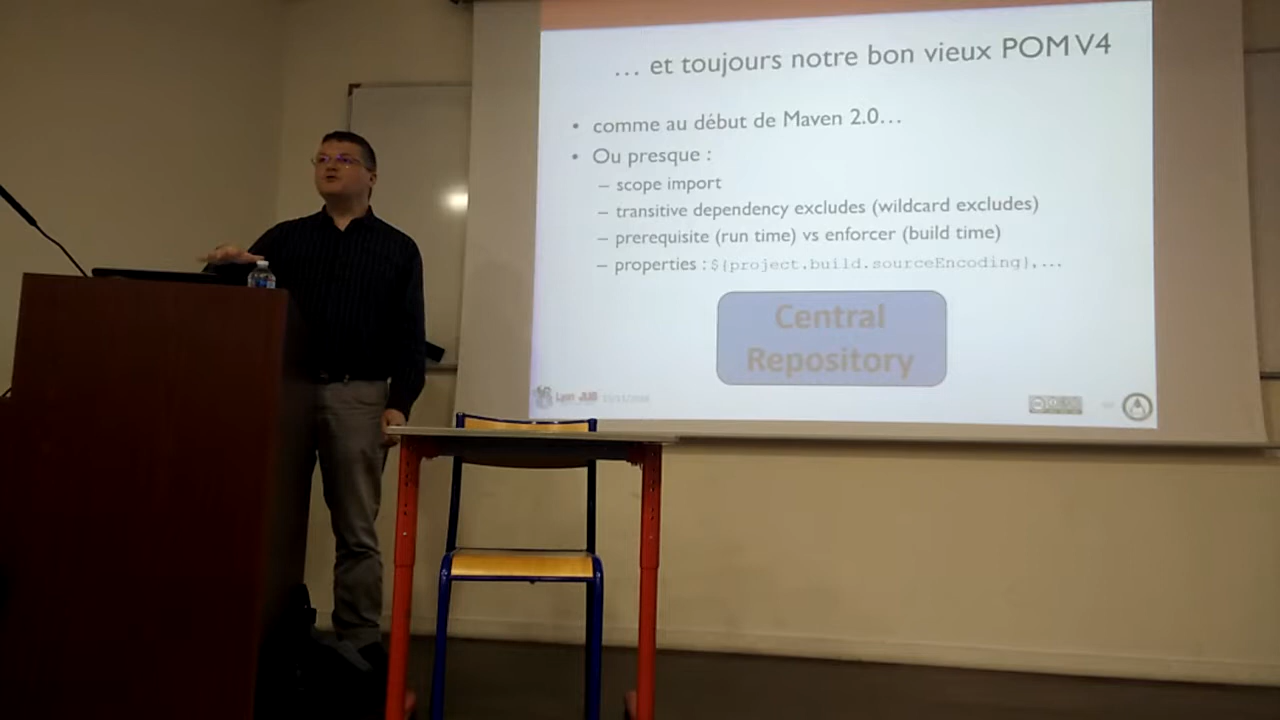 … et toujours notre bon vieux POM V4
• comme au début de Maven 2.0…
• Ou presque :
– scope import
– transitive dependency excludes (wildcard excludes)
– prerequisite (run time) vs enforcer (build time)
– properties : ${project.build.sourceEncoding},…
Central
Repository
Lyon JUG